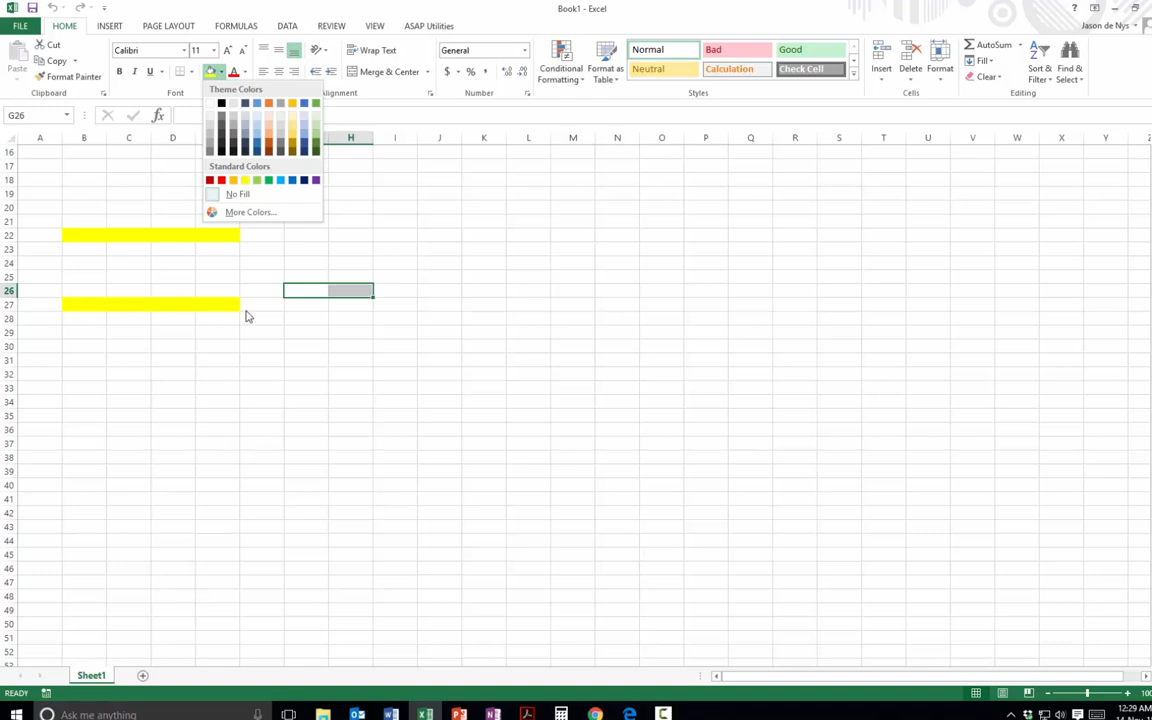 Book1 - Excel
?
FILE HOME INSERT PAGE LAYOUT FORMULAS DATA REVIEW VIEW ASAP Utilities
Jason de Nys
Paste
Cut
Copy
Format Painter
Clipboard
Calibri 11
B I U
Font
Wrap Text
Merge & Center
Alignment
General
$ % ,
Number
Conditional Formatting
Format as Table
Normal Bad Good
Neutral Calculation Check Cell
Styles
Insert Delete Format
Cells
AutoSum
Fill
Clear
Sort & Filter
Find & Select
Editing
Theme Colors
Standard Colors
No Fill
More Colors...
G26
fx
A B C D H I J K L M N O P Q R S T U V W X Y
16
17
18
19
20
21
22
23
24
25
26
27
28
29
30
31
32
33
34
35
36
37
38
39
40
41
42
43
44
45
46
47
48
49
50
51
52
53
Sheet1
READY
100
Ask me anything
12:29 AM